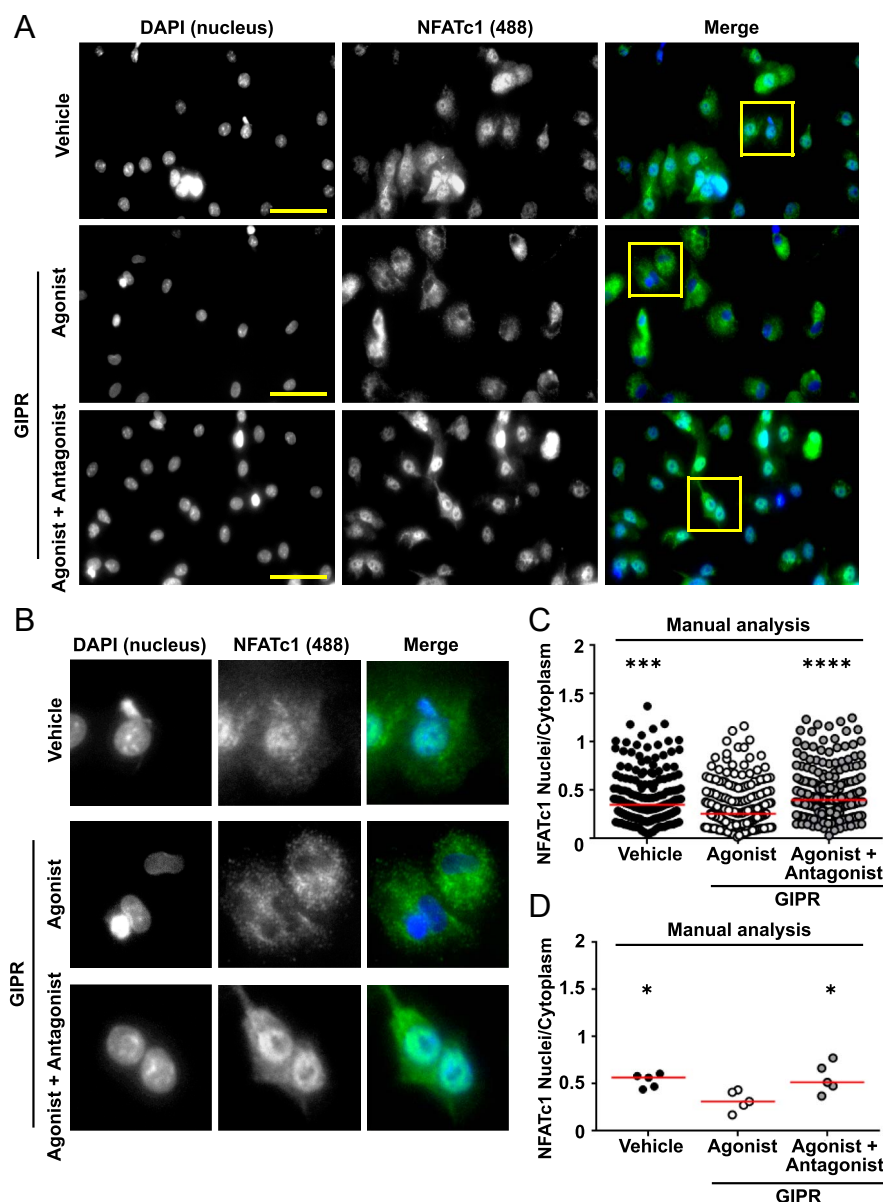 A
DAPI (nucleus)
NFATc1 (488)
Merge
Vehicle
Agonist
Agonist + Antagonist
GIPR
B
DAPI (nucleus)
NFATc1 (488)
Merge
Vehicle
Agonist
Agonist + Antagonist
GIPR
C
Manual analysis
NFATc1 Nuclei/Cytoplasm
2
1.5
1
0.5
0
***
****
Vehicle
Agonist
Agonist +
Antagonist
GIPR
D
Manual analysis
NFATc1 Nuclei/Cytoplasm
2
1.5
1
0.5
0
*
*
Vehicle
Agonist
Agonist +
Antagonist
GIPR